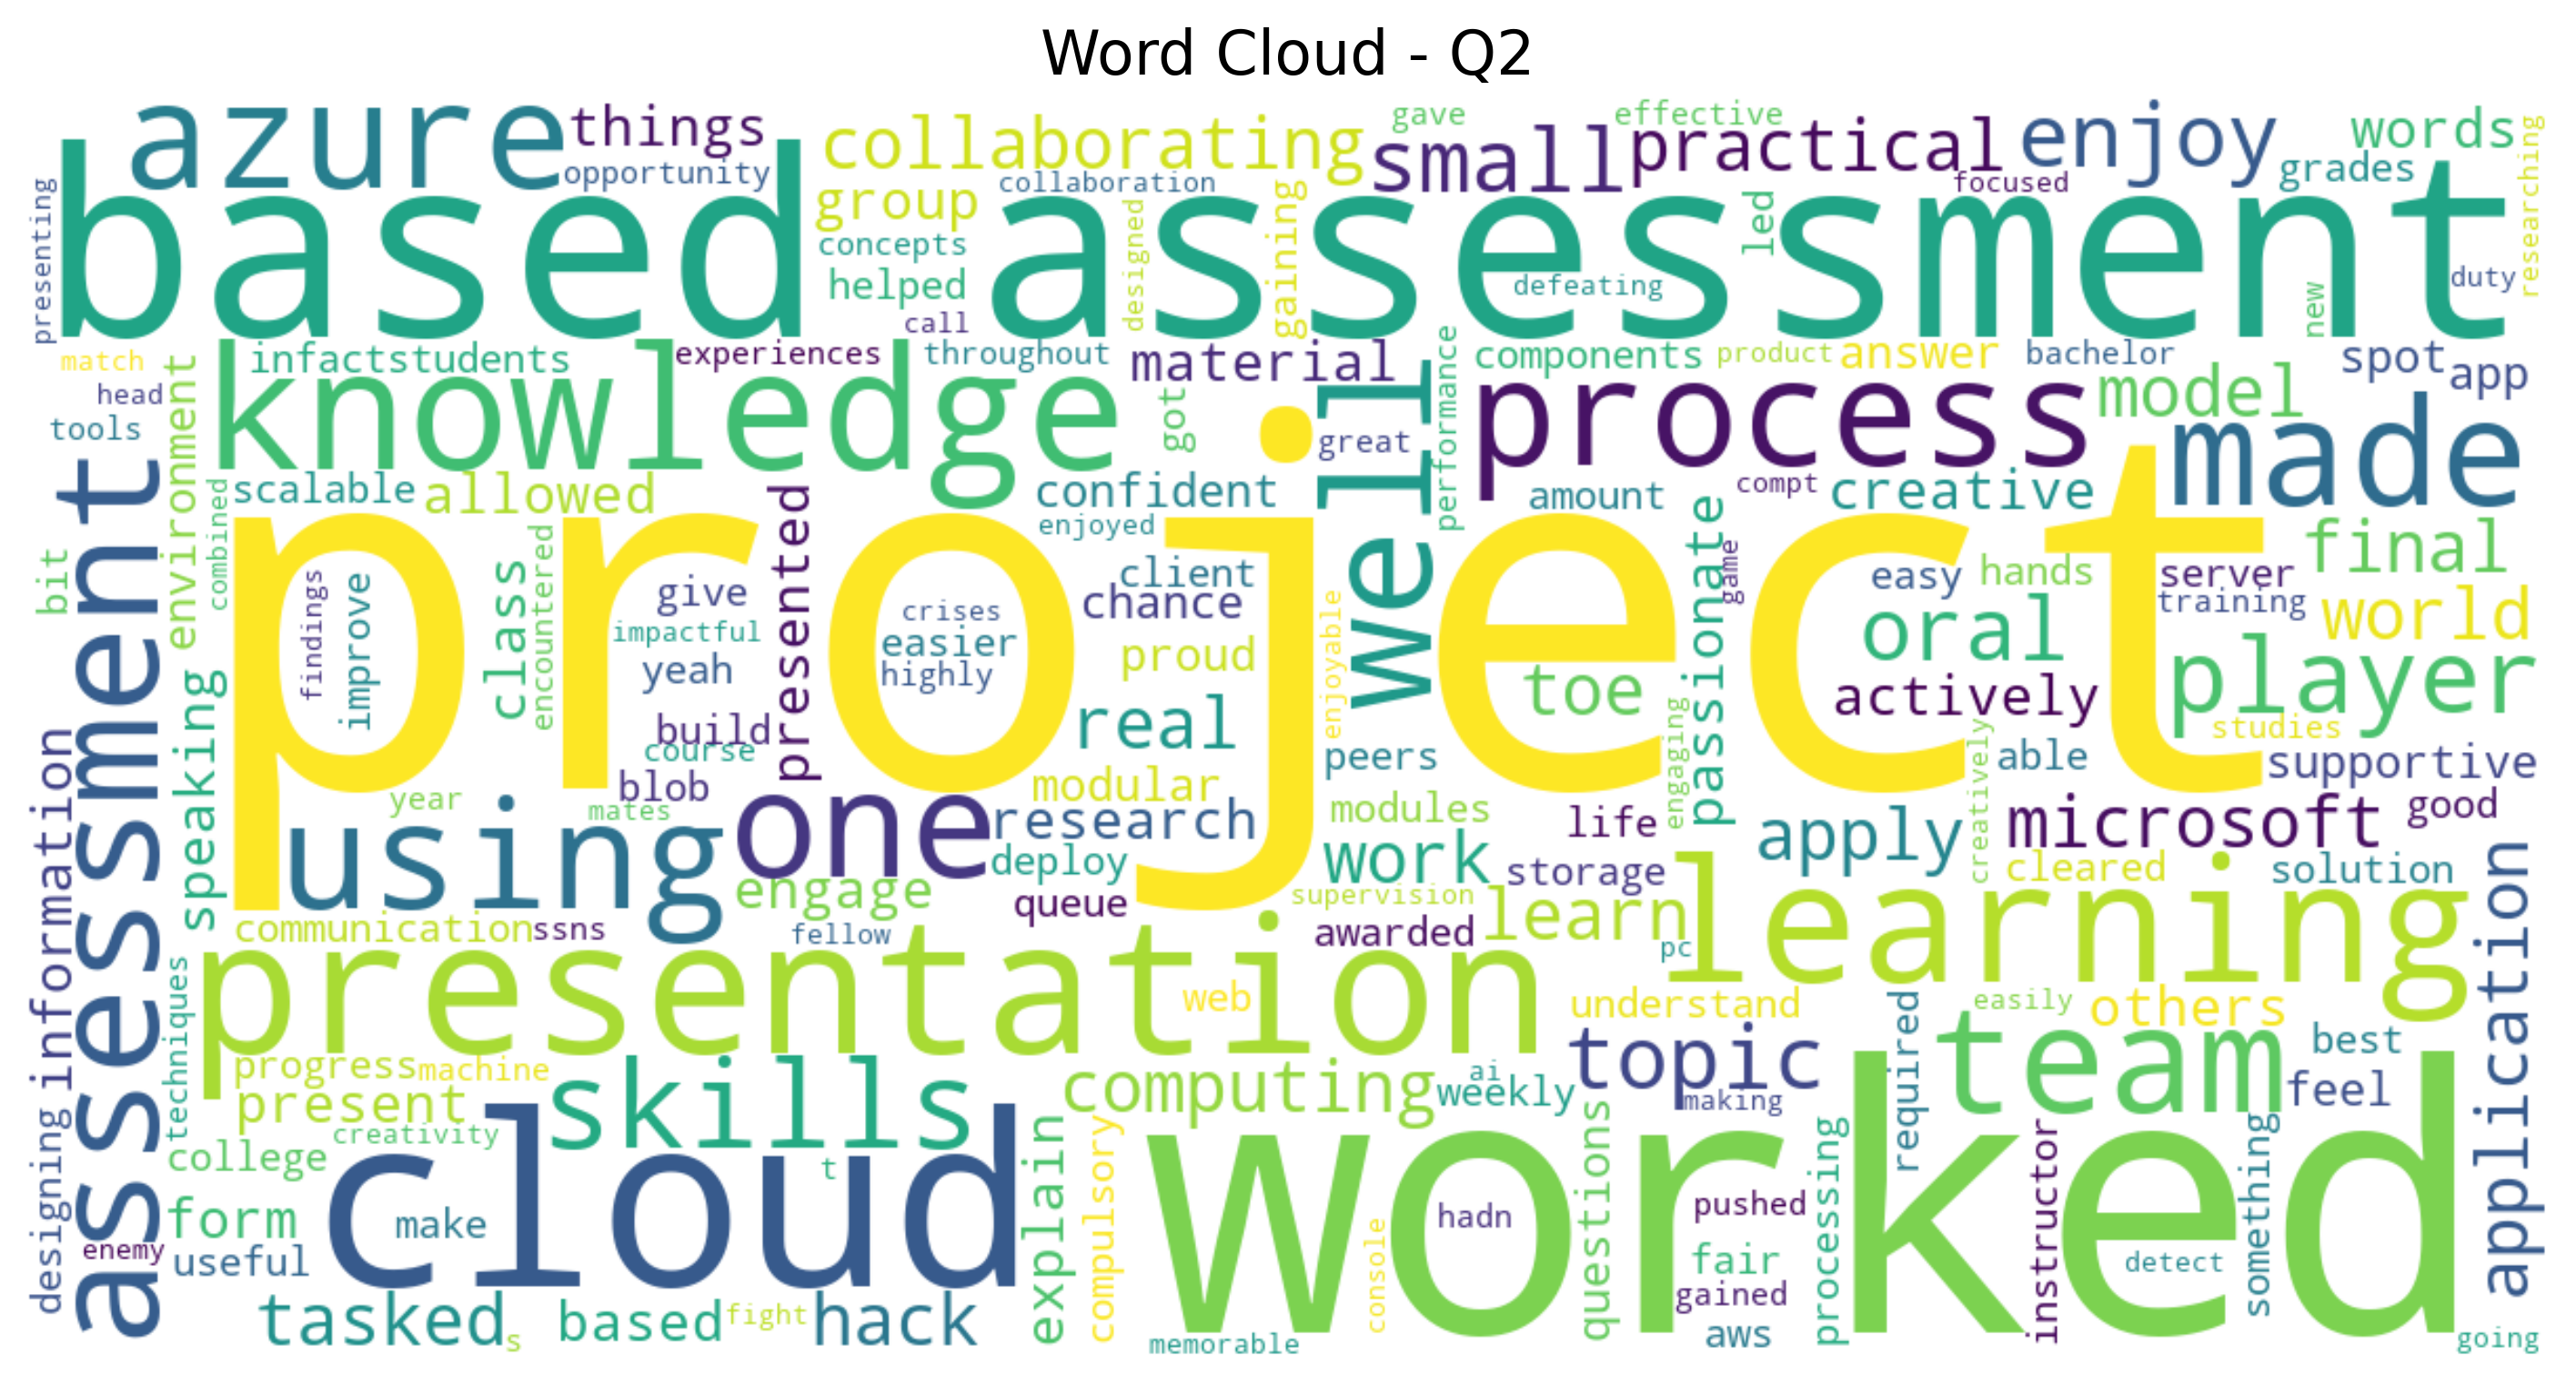 Word Cloud - Q2
azure
things
opportunity
collaborating
group
collaboration
gave
effective
small
practical
focused
enjoy
words
grades
researching
presenting
based assessment
concepts
helped
designed
gaining
led
defeating
duty
new
call
match
head
tools
infactstudents
experiences
throughout
material
performance
components
product
answer
bachelor
spot
app
environment
knowledge
got
great
well
process
model
made
scalable
allowed
confident
enjoyed
amount
compt
creative
combined
presented
passionate
game
final
bit
assessment
project
findings
improve
class
encountered
give
impactful
yeah
build
course
blob
crises
easier
highly
client
chance
proud
real
enjoyable
toe
easy
hands
oral
actively
server
training
world
player
studies
supportive
speaking
information
year
mates
using
one
modular
research
deploy
peers
modules
work
engaging
life
storage
apply
able
creatively
microsoft
good
cleared
solution
engage
queue
supervision
awarded
learn
pc
learning
application
communication
ssns
fellow
presentation
web
understand
required
easily
others
techniques
progress
machine
present
creativity
skills
computing
ai
weekly
topic
making
team
best
feel
designing
college
cloud
t
make
form
useful
enemy
explain
compulsory
worked
console
hadn
questions
pushed
fair
gained
aws
processing
instructor
detect
something
tasked
s
based
fight
hack
memorable
going